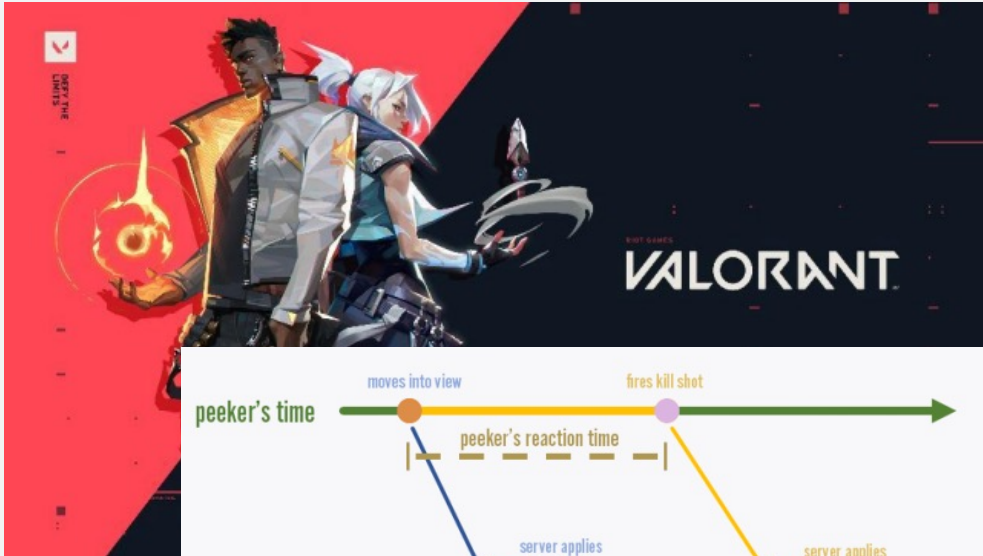 DEFY THE
LIMITS
RIOT GAMES
VALORANT
moves into view
fires kill shot
peeker's time
peeker's reaction time
server applies
server applies